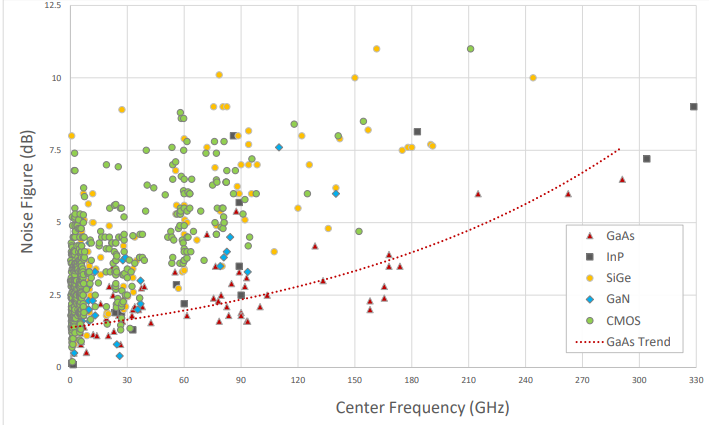 12.5
10
7.5
5
2.5
0
Noise Figure (dB)
0 30 60 90 120 150 180 210 240 270 300 330
Center Frequency (GHz)
GaAs
InP
SiGe
GaN
CMOS
GaAs Trend